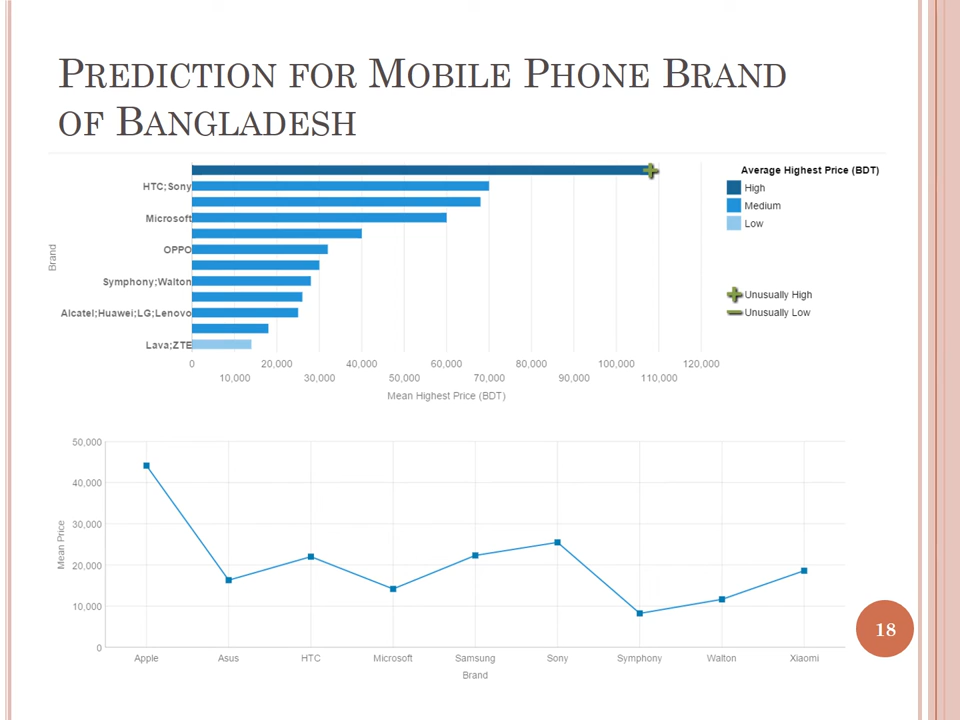 PREDICTION FOR MOBILE PHONE BRAND
OF BANGLADESH
Average Highest Price (BDT)
High
Medium
Low
Unusually High
Unusually Low
Brand
HTC;Sony
Microsoft
OPPO
Symphony;Walton
Alcatel;Huawei;LG;Lenovo
Lava;ZTE
0 20,000 40,000 60,000 80,000 100,000 120,000
10,000 30,000 50,000 70,000 90,000 110,000
Mean Highest Price (BDT)
Mean Price
50,000
40,000
30,000
20,000
10,000
0
Apple Asus HTC Microsoft Samsung Sony Symphony Walton Xiaomi
Brand
18